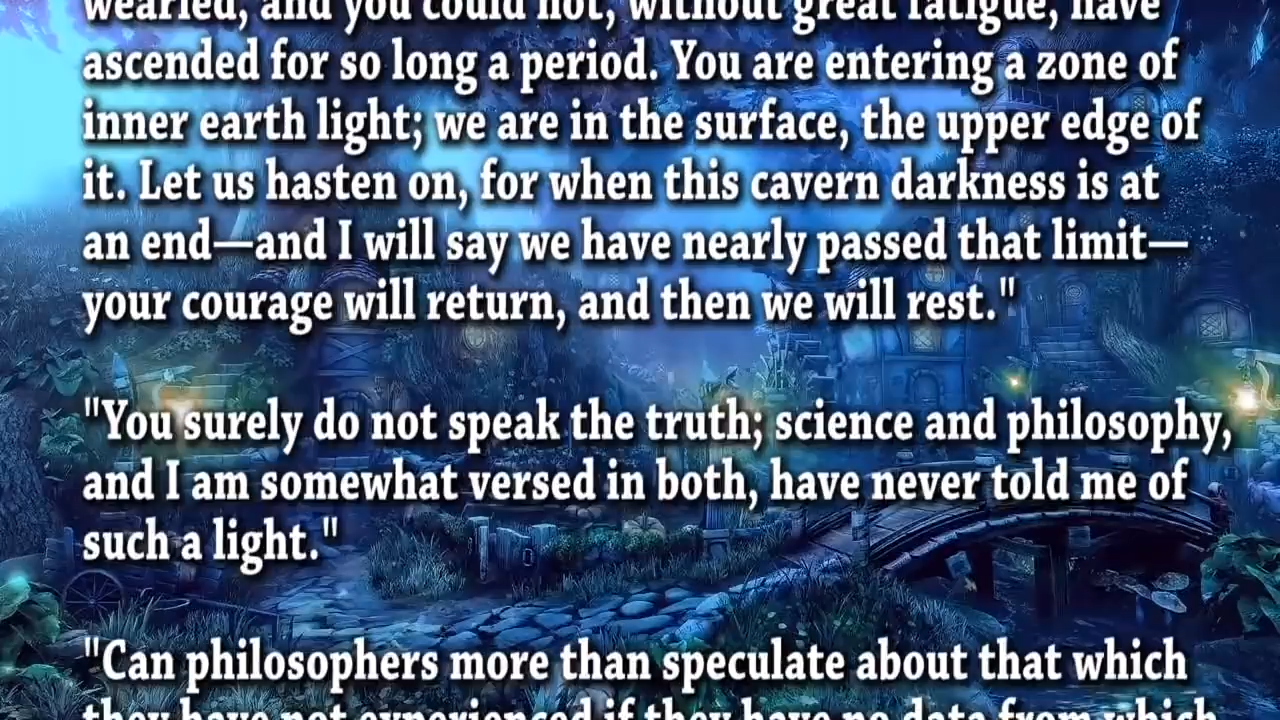 wearied, and you could not, without great fatigue, have
ascended for so long a period. You are entering a zone of
inner earth light; we are in the surface, the upper edge of
it. Let us hasten on, for when this cavern darkness is at
an end—and I will say we have nearly passed that limit—
your courage will return, and then we will rest."
"You surely do not speak the truth; science and philosophy,
and I am somewhat versed in both, have never told me of
such a light."
"Can philosophers more than speculate about that which
they have not experienced if they have no data from which